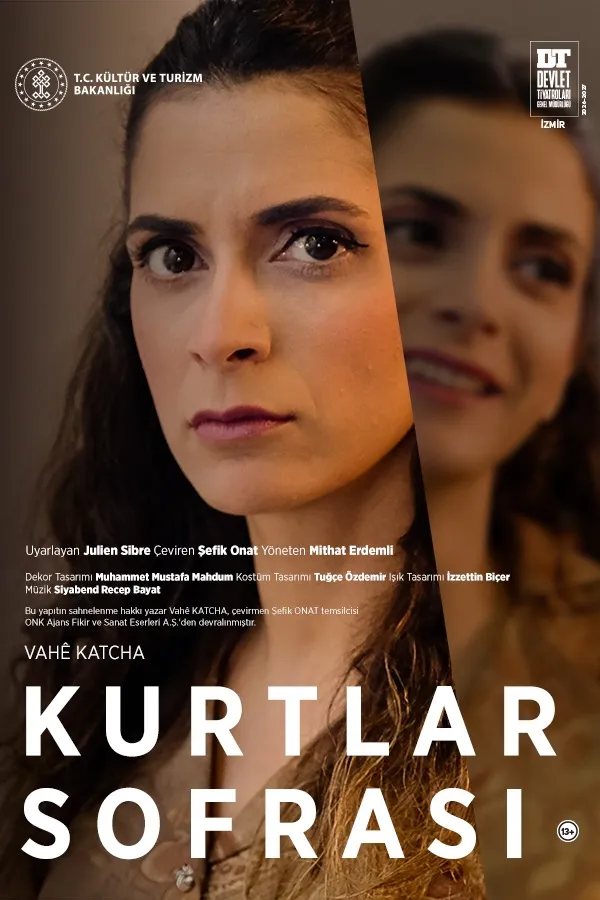 T.C. KÜLTÜR VE TURİZM
BAKANLIĞI
DT
DEVLET
TİYATROLARI
GENEL MÜDÜRLÜĞÜ
İZMİR
Uyarlayan Julien Sibre Çeviren Şefik Onat Yöneten Mithat Erdemli
Dekor Tasarımı Muhammet Mustafa Mahdum Kostüm Tasarımı Tuğçe Özdemir Işık Tasarımı İzzettin Biçer
Müzik Siyabend Recep Bayat
Bu yapıtın sahnelenme hakkı yazar Vahê KATCHA, çevirmen Şefik ONAT temsilcisi
ONK Ajans Fikir ve Sanat Eserleri A.Ş.'den devralınmıştır.
VAHÊ KATCHA
KURTLAR
SOFRASI
13+